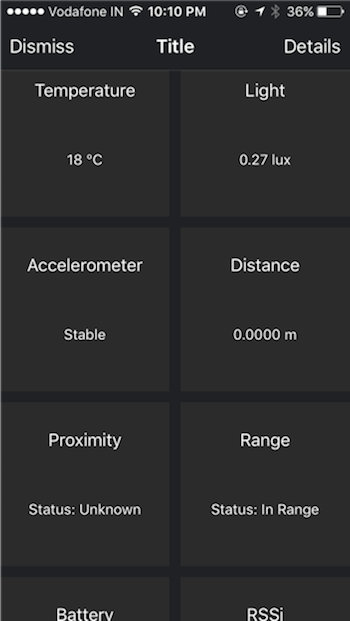 Vodafone IN 10:10 PM 36%
Dismiss Title Details
Temperature Light
18 °C 0.27 lux
Accelerometer Distance
Stable 0.0000 m
Proximity Range
Status: Unknown Status: In Range
Battery RSSi